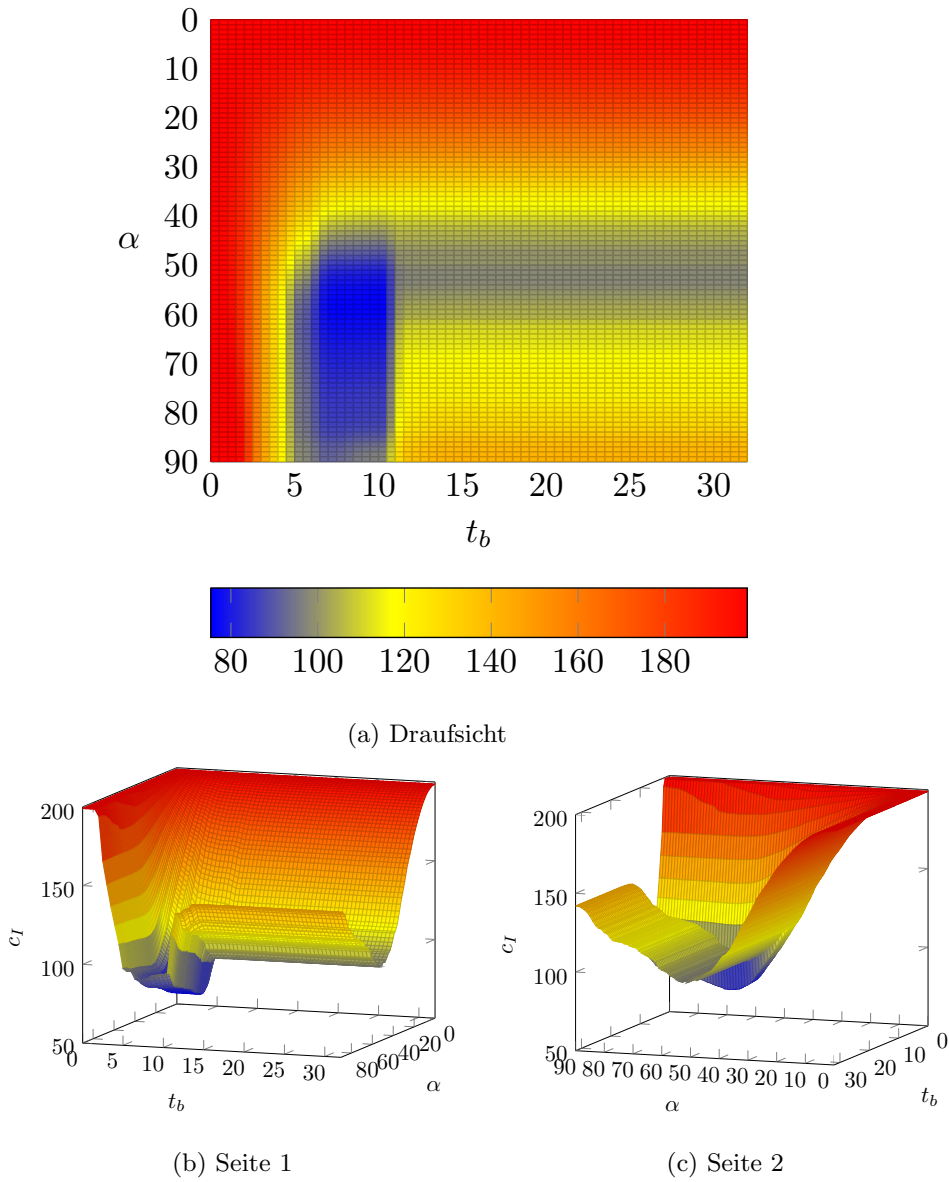 0
10
20
30
40
50
60
70
80
90
α
0 5 10 15 20 25 30
t_b
80 100 120 140 160 180
(a) Draufsicht
200
150
100
50
c_I
0 5 10 15 20 25 30
t_b
80 60 40 20 0
α
(b) Seite 1
200
150
100
50
c_I
90 80 70 60 50 40 30 20 10 0
α
30 20 10 0
t_b
(c) Seite 2